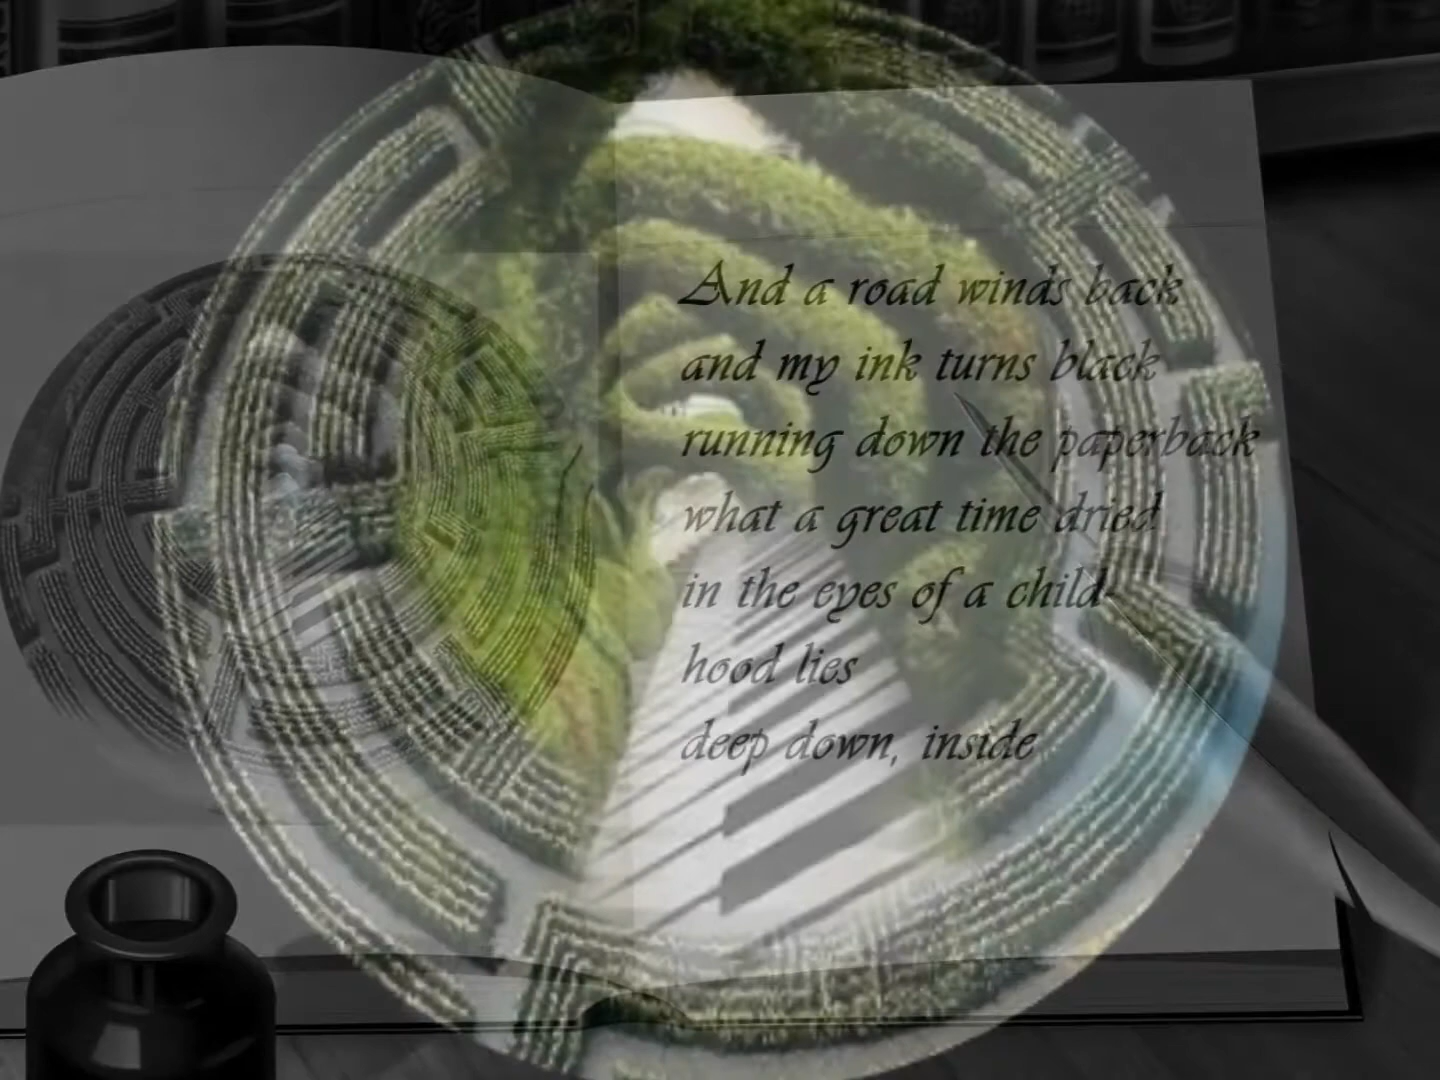 And a road winds back
and my ink turns black
running down the paperback
what a great time dried
in the eyes of a child-
hood lies
deep down, inside